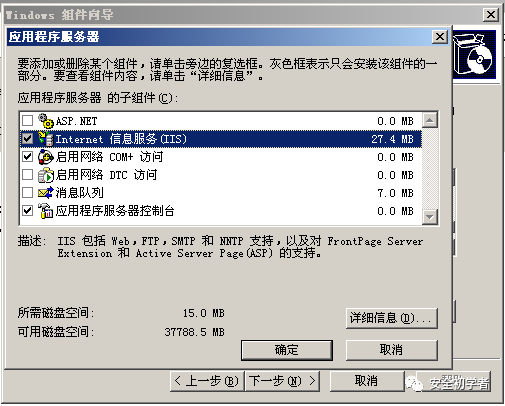 Windows 组件向导
应用程序服务器
要添加或删除某个组件，请单击旁边的复选框。灰色框表示只会安装该组件的一
部分。要查看组件内容，请单击“详细信息”。
应用程序服务器 的子组件(C):
ASP.NET 0.0 MB
Internet 信息服务(IIS) 27.4 MB
启用网络 COM+ 访问 0.0 MB
启用网络 DTC 访问 0.0 MB
消息队列 7.0 MB
应用程序服务器控制台 0.0 MB
描述: IIS 包括 Web，FTP，SMTP 和 NNTP 支持，以及对 FrontPage Server
Extension 和 Active Server Page(ASP) 的支持。
所需磁盘空间: 15.0 MB
可用磁盘空间: 37788.5 MB
详细信息(D)...
确定 取消
< 上一步(B) 下一步(N) > 取消
安全初学者